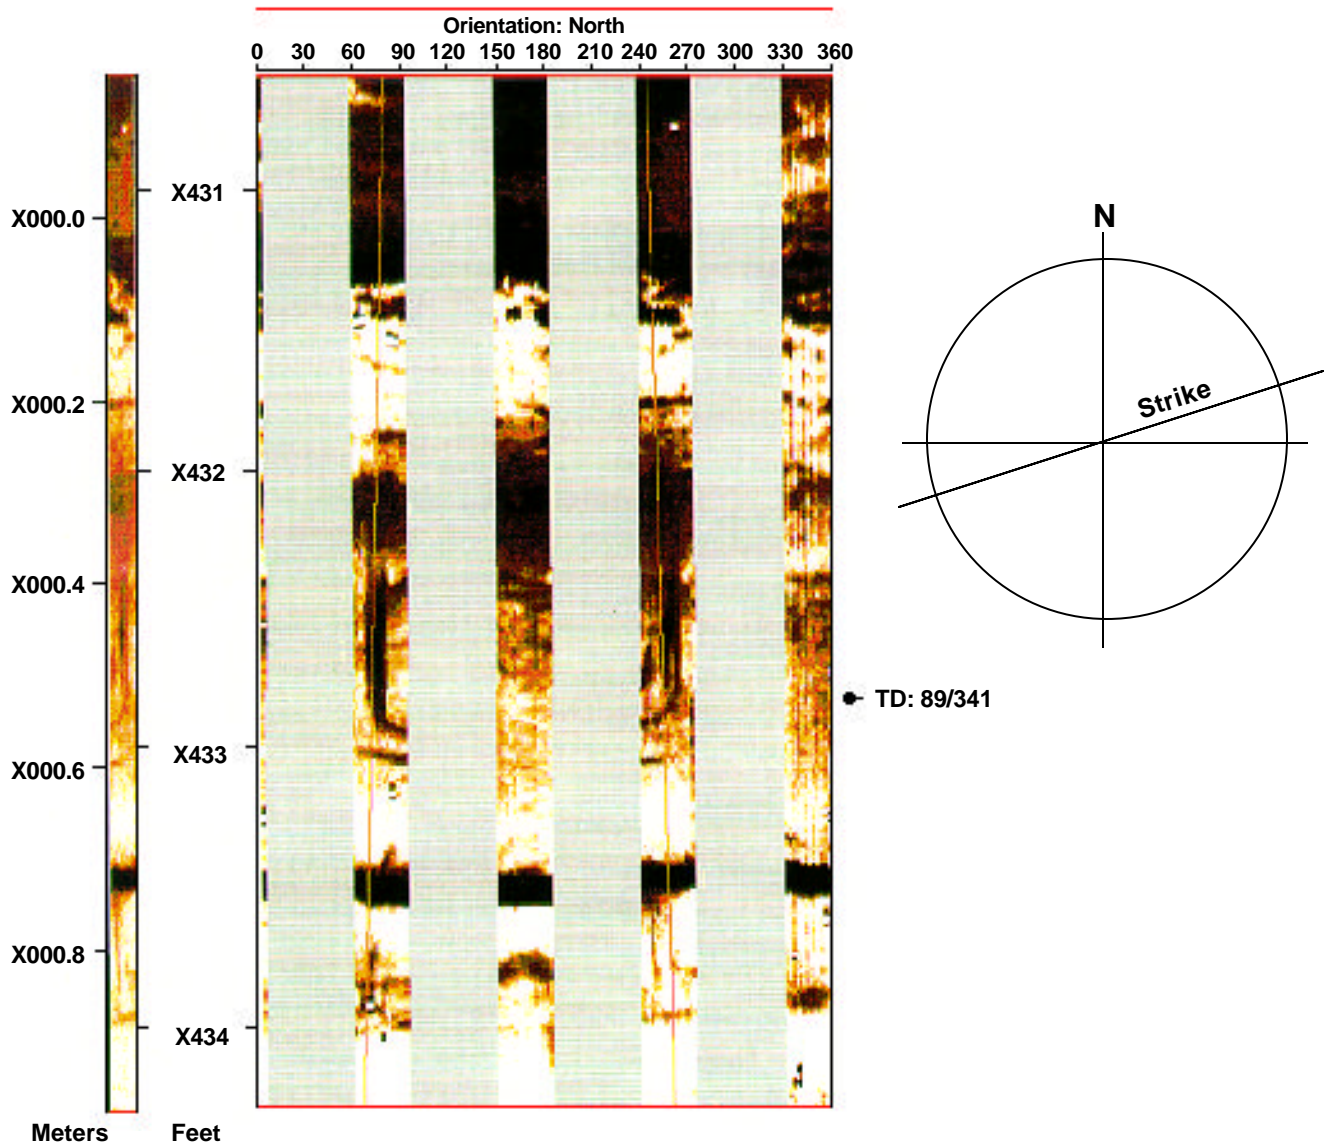 Orientation: North
0 30 60 90 120 150 180 210 240 270 300 330 360
X431
X000.0
N
Strike
X000.2
X432
X000.4
TD: 89/341
X433
X000.6
X000.8
X434
Meters Feet